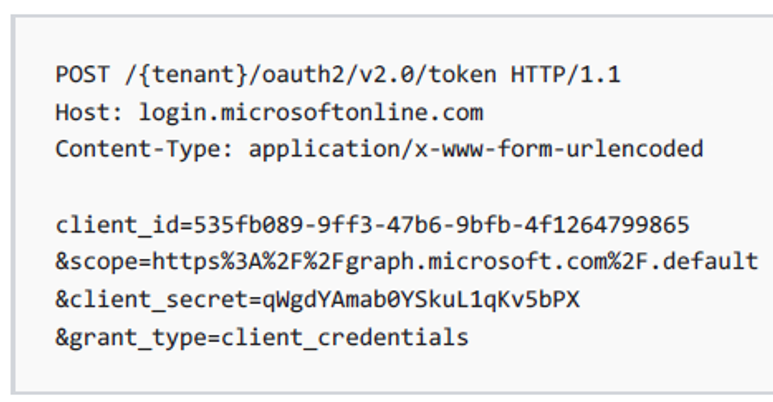 POST /{tenant}/oauth2/v2.0/token HTTP/1.1
Host: login.microsoftonline.com
Content-Type: application/x-www-form-urlencoded
client_id=535fb089-9ff3-47b6-9bfb-4f1264799865
&scope=https%3A%2F%2Fgraph.microsoft.com%2F.default
&client_secret=qWgdYAmab0YSkuL1qKv5bPX
&grant_type=client_credentials